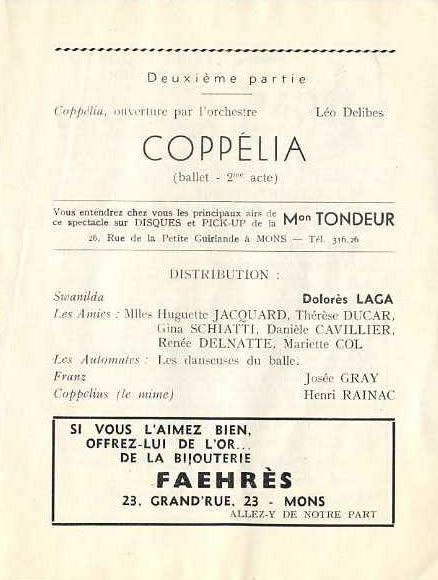 Deuxième partie
Coppélia, ouverture par l'orchestre Léo Delibes
COPPÉLIA
(ballet - 2me acte)
Vous entendrez chez vous les principaux airs de
ce spectacle sur DISQUES et PICK-UP de la Mon TONDEUR
26, Rue de la Petite Guirlande à MONS — Tél. 316.26
DISTRIBUTION :
Swanilda Dolorès LAGA
Les Amies : Mlles Huguette JACQUARD, Thérèse DUCAR,
Gina SCHIATTI, Danièle CAVILLIER,
Renée DELNATTE, Mariette COL
Les Automates : Les danseuses du balle.
Franz Josée GRAY
Coppélius (le mime) Henri RAINAC
SI VOUS L'AIMEZ BIEN,
OFFREZ-LUI DE L'OR...
DE LA BIJOUTERIE
FAEHRÈS
23, GRAND'RUE, 23 - MONS
ALLEZ-Y DE NOTRE PART